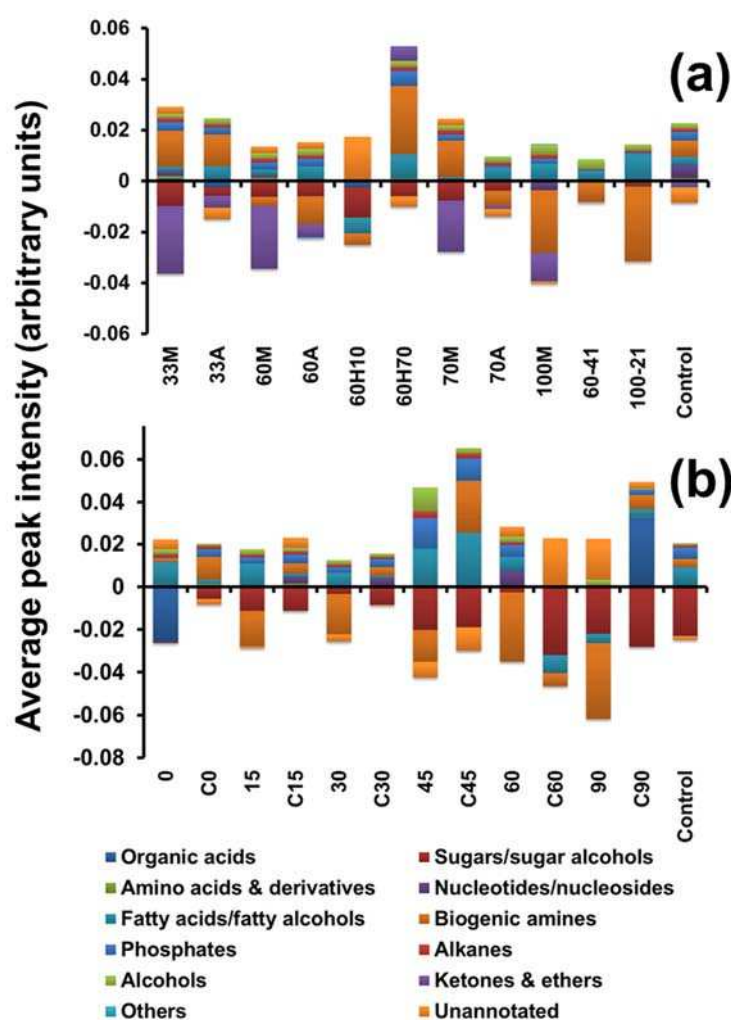 Average peak intensity (arbitrary units)
(a)
0.06
0.04
0.02
0
-0.02
-0.04
-0.06
33M 33A 60M 60A 60H10 60H70 70M 70A 100M 60-41 100-21 Control
(b)
0.06
0.04
0.02
0
-0.02
-0.04
-0.06
-0.08
0 C0 15 C15 30 C30 45 C45 60 C60 90 C90 Control
Organic acids Sugars/sugar alcohols
Amino acids & derivatives Nucleotides/nucleosides
Fatty acids/fatty alcohols Biogenic amines
Phosphates Alkanes
Alcohols Ketones & ethers
Others Unannotated